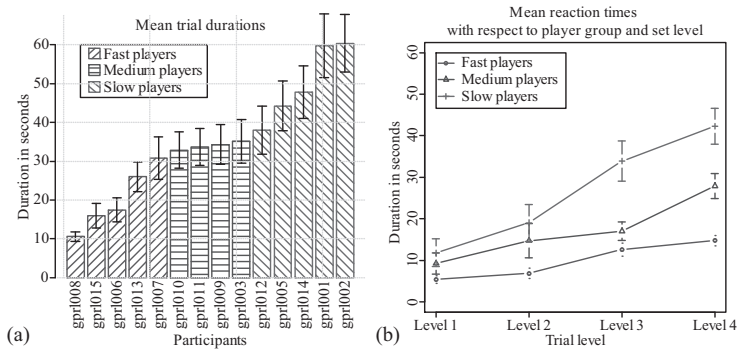 Mean trial durations
Fast players
Medium players
Slow players
Duration in seconds
60
50
40
30
20
10
0
gprl008
gprl015
gprl006
gprl013
gprl007
gprl010
gprl011
gprl009
gprl003
gprl012
gprl005
gprl014
gprl001
gprl002
Participants
(a)
Mean reaction times
with respect to player group and set level
Fast players
Medium players
Slow players
Duration in seconds
60
50
40
30
20
10
0
Level 1
Level 2
Level 3
Level 4
Trial level
(b)